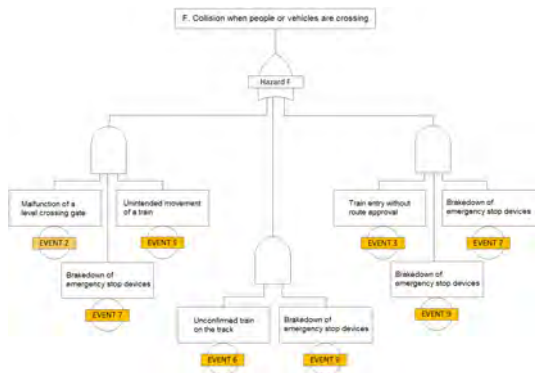 F. Collision when people or vehicles are crossing.
Hazard F
Malfunction of a
level crossing gate
EVENT 2
Unintended movement
of a train
EVENT
Brakedown of
emergency stop devices
EVENT 7
Unconfirmed train
on the track
EVENT 6
Brakedown of
emergency stop devices
EVENT
Train entry without
route approval
EVENT 3
Brakedown of
emergency stop devices
EVENT 7
Brakedown of
emergency stop devices
EVENT 9